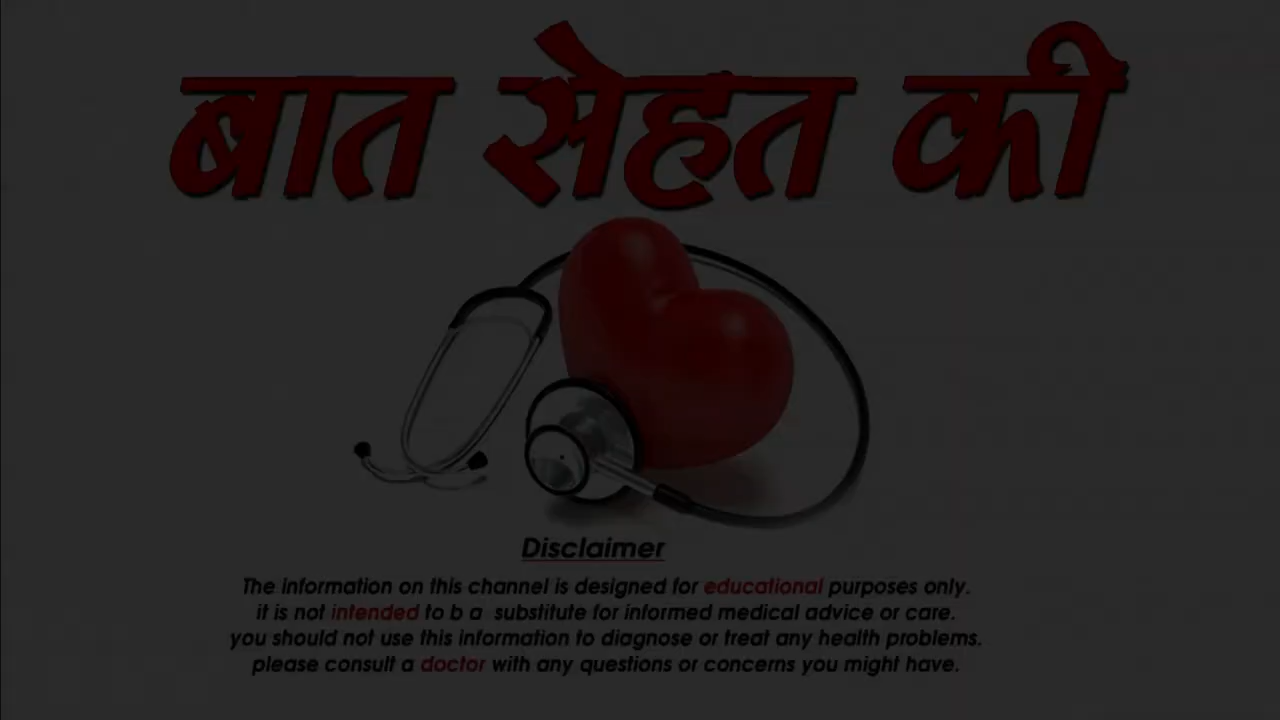 बात सेहत की
Disclaimer
The information on this channel is designed for educational purposes only.
it is not intended to b a substitute for informed medical advice or care.
you should not use this information to diagnose or treat any health problems.
please consult a doctor with any questions or concerns you might have.